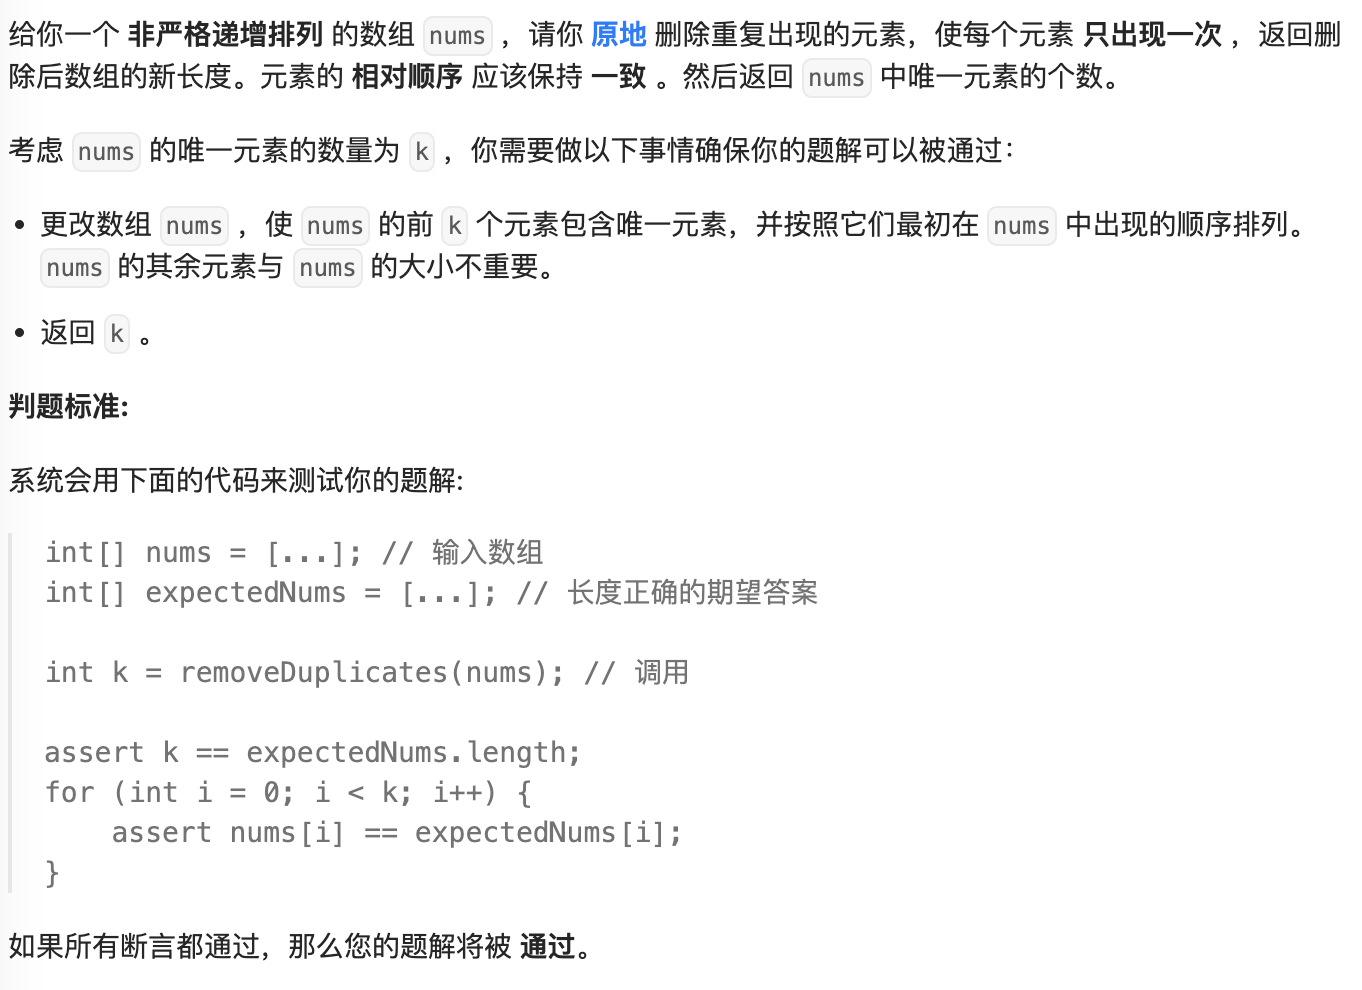 给你一个 非严格递增排列 的数组 nums ，请你 原地 删除重复出现的元素，使每个元素 只出现一次 ，返回删
除后数组的新长度。元素的 相对顺序 应该保持 一致 。然后返回 nums 中唯一元素的个数。
考虑 nums 的唯一元素的数量为 k ，你需要做以下事情确保你的题解可以被通过：
• 更改数组 nums ，使 nums 的前 k 个元素包含唯一元素，并按照它们最初在 nums 中出现的顺序排列。
nums 的其余元素与 nums 的大小不重要。
• 返回 k 。
判题标准:
系统会用下面的代码来测试你的题解:
int[] nums = [...]; // 输入数组
int[] expectedNums = [...]; // 长度正确的期望答案
int k = removeDuplicates(nums); // 调用
assert k == expectedNums.length;
for (int i = 0; i < k; i++) {
    assert nums[i] == expectedNums[i];
}
如果所有断言都通过，那么您的题解将被 通过。